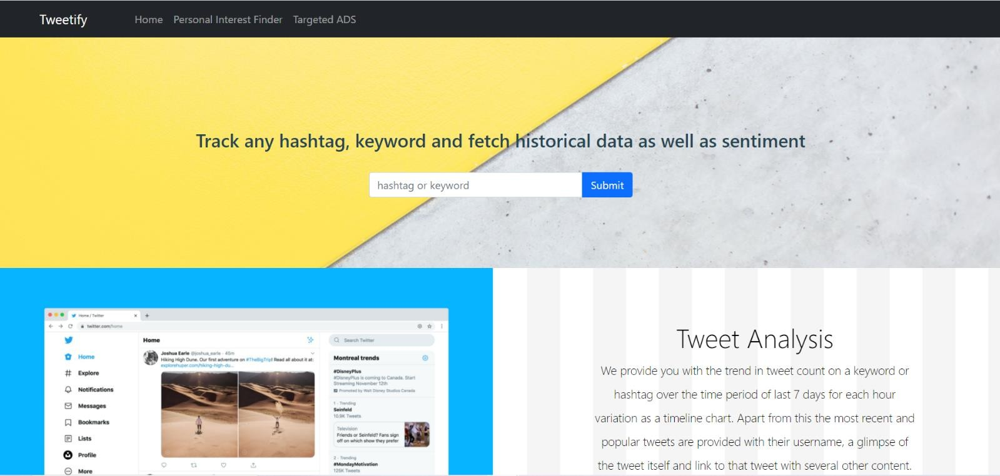 Tweetify
Home Personal Interest Finder Targeted ADS
Track any hashtag, keyword and fetch historical data as well as sentiment
hashtag or keyword
Submit
Home / Twitter
twitter.com/home
Home
Explore
Notifications
Messages
Bookmarks
Lists
Profile
More
Home
Joshua Earle @joshua_earle · 45m
Hiking High Dune. Our first adventure on #TheBigTrip! Read all about it at:
explorehuper.com/hiking-high-du...
Search Twitter
Montreal trends
#DisneyPlus
#DisneyPlus is coming to Canada. Start
Streaming November 12th
Promoted by Walt Disney Studios Canada
1 · Trending
Seinfeld
10.9K Tweets
Television
Friends or Seinfeld? Fans sign
off on which show they prefer
2 · Trending
#MondayMotivation
125K Tweets
Tweet Analysis
We provide you with the trend in tweet count on a keyword or
hashtag over the time period of last 7 days for each hour
variation as a timeline chart. Apart from this the most recent and
popular tweets are provided with their username, a glimpse of
the tweet itself and link to that tweet with several other content.